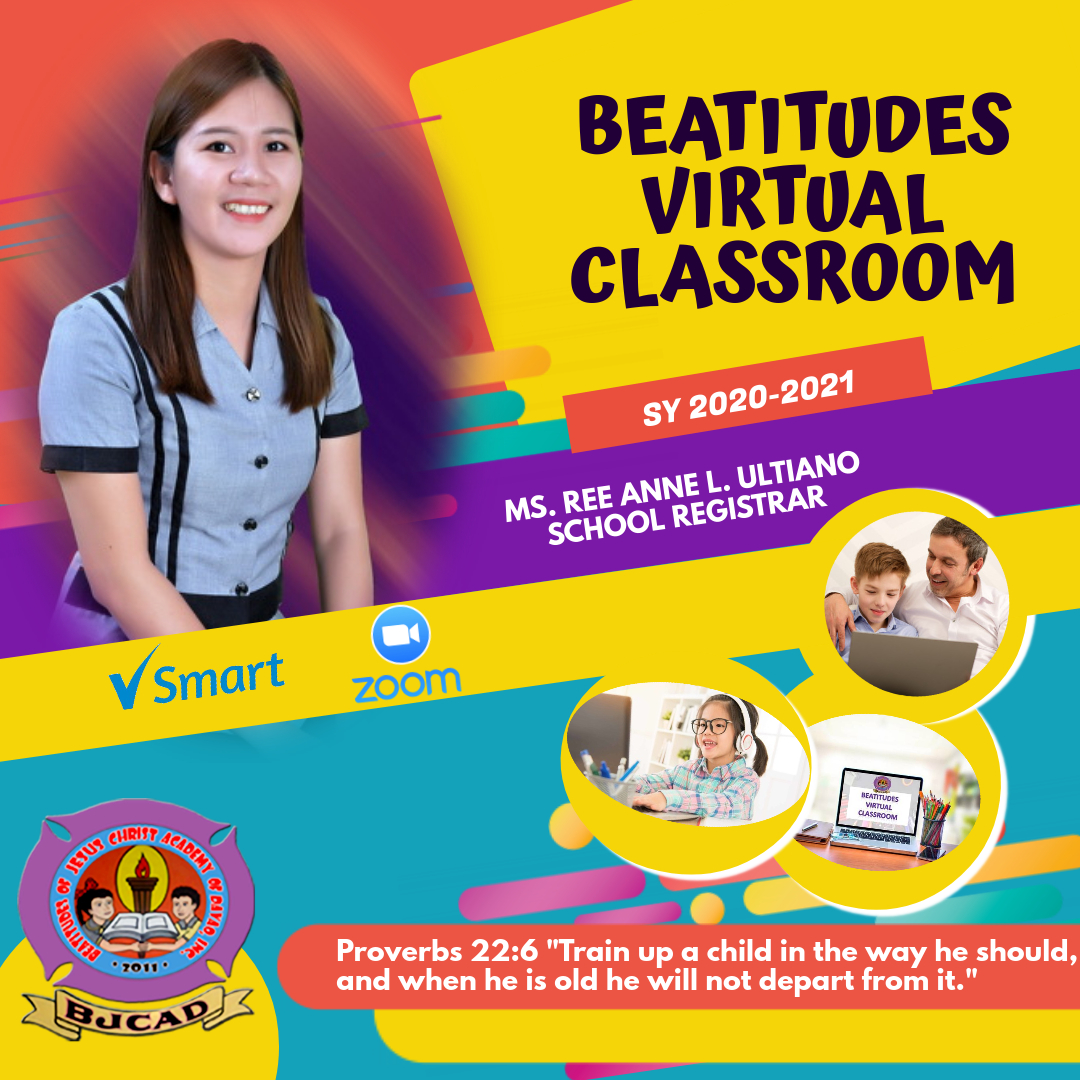 BEATITUDES
VIRTUAL
CLASSROOM
SY 2020-2021
MS. REE ANNE L. ULTIANO
SCHOOL REGISTRAR
Smart
zoom
BEATITUDES
VIRTUAL
CLASSROOM
BEATITUDES OF JESUS CHRIST ACADEMY OF DAVAO, INC.
• 2011 •
BJCAD
Proverbs 22:6 "Train up a child in the way he should,
and when he is old he will not depart from it."